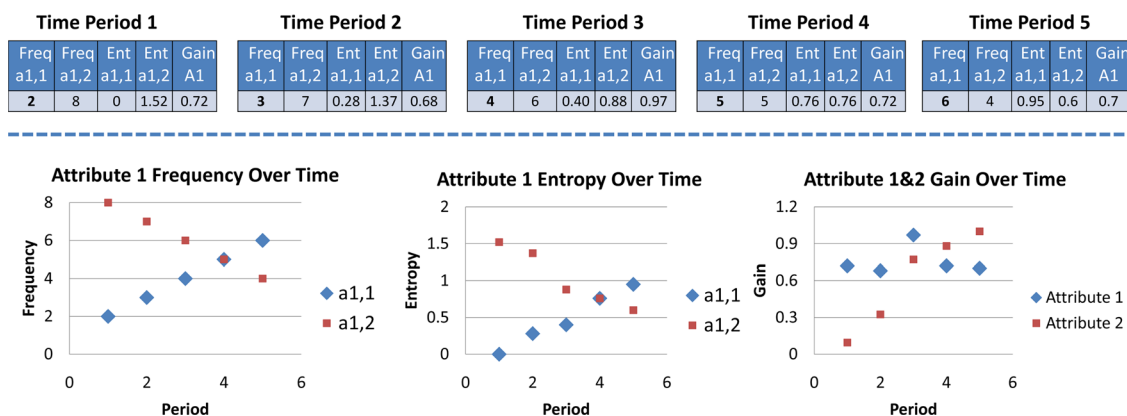 Time Period 1 Time Period 2 Time Period 3 Time Period 4 Time Period 5
Freq Freq Ent Ent Gain Freq Freq Ent Ent Gain Freq Freq Ent Ent Gain Freq Freq Ent Ent Gain Freq Freq Ent Ent Gain
a1,1 a1,2 a1,1 a1,2 A1 a1,1 a1,2 a1,1 a1,2 A1 a1,1 a1,2 a1,1 a1,2 A1 a1,1 a1,2 a1,1 a1,2 A1 a1,1 a1,2 a1,1 a1,2 A1
2 8 0 1.52 0.72 3 7 0.28 1.37 0.68 4 6 0.40 0.88 0.97 5 5 0.76 0.76 0.72 6 4 0.95 0.6 0.7
Attribute 1 Frequency Over Time
8
6
4
2
0
0 2 4 6
Frequency
Period
a1,1
a1,2
Attribute 1 Entropy Over Time
2
1.5
1
0.5
0
0 2 4 6
Entropy
Period
a1,1
a1,2
Attribute 1&2 Gain Over Time
1.2
0.9
0.6
0.3
0
0 2 4 6
Gain
Period
Attribute 1
Attribute 2